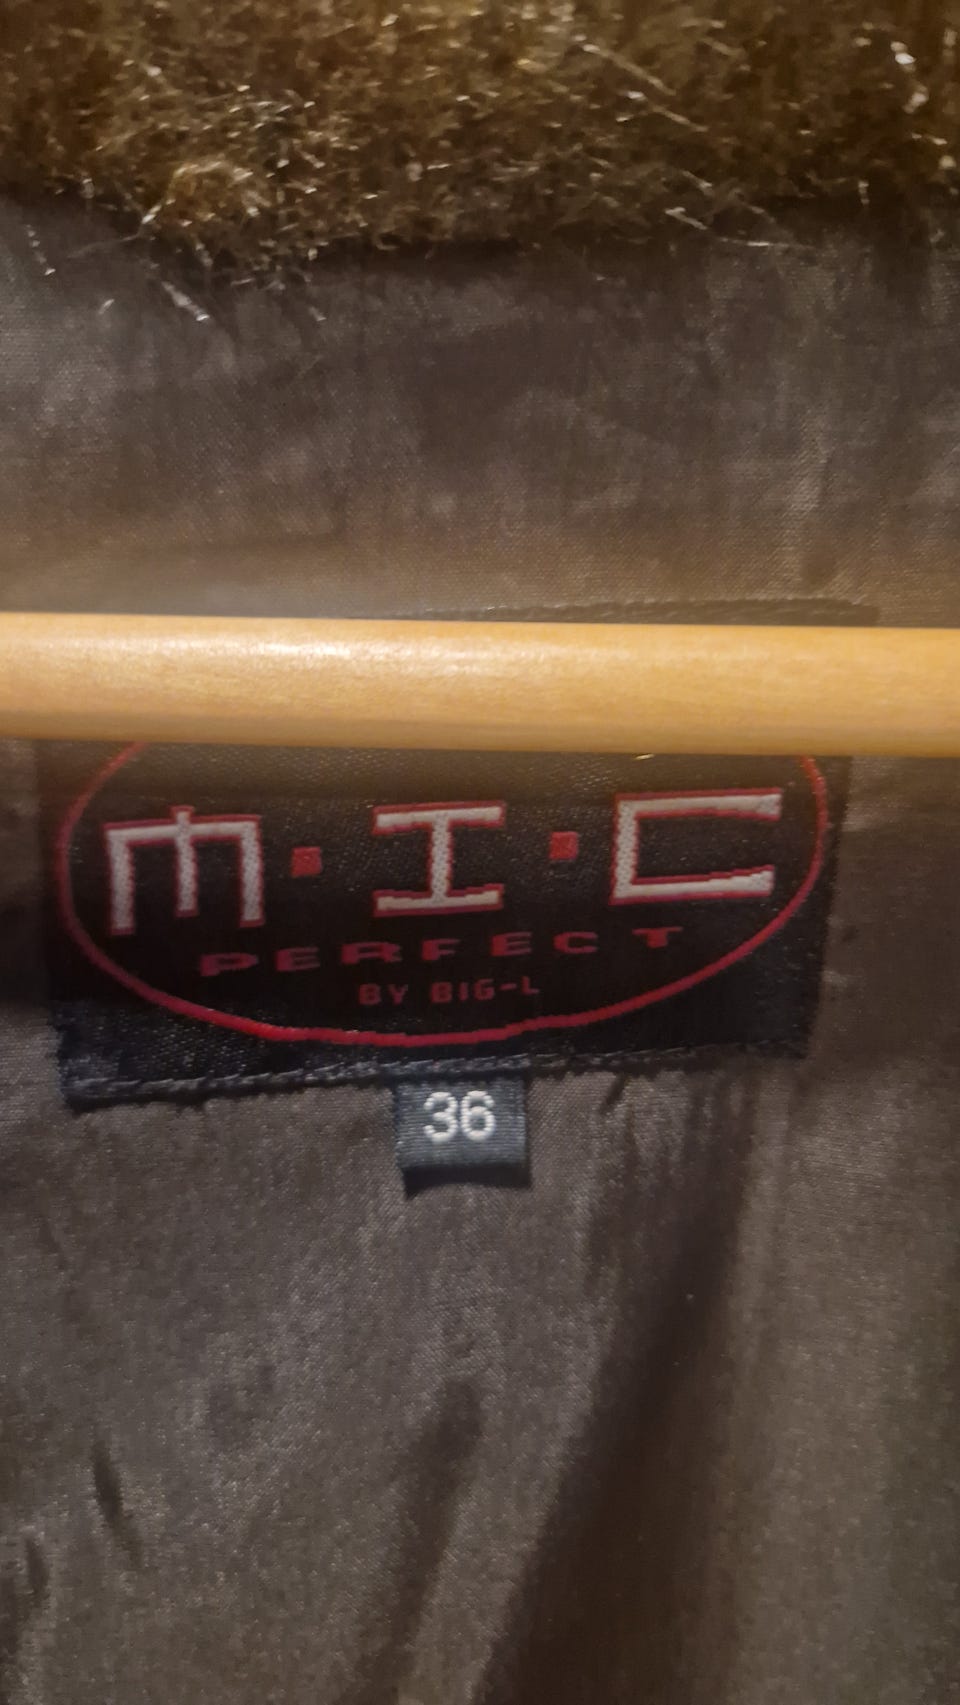 M·I·C
PERFECT
BY BIG-L
36